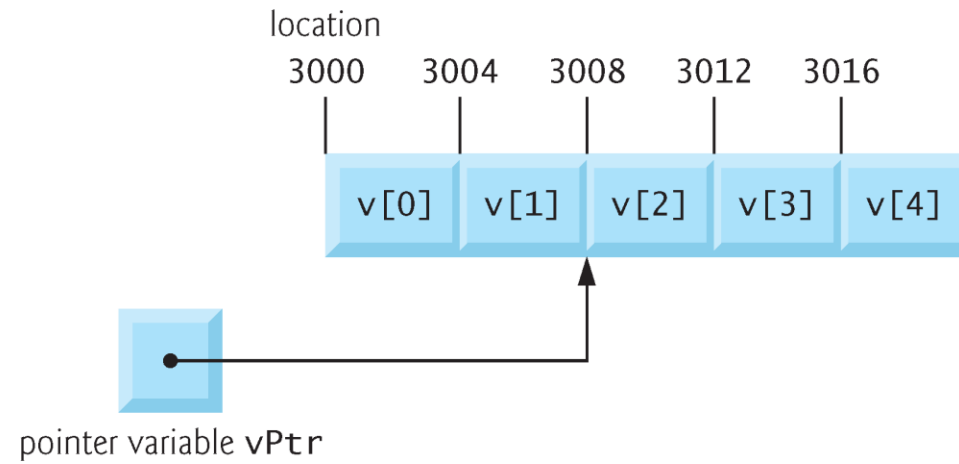 location
3000 3004 3008 3012 3016
v[0] v[1] v[2] v[3] v[4]
pointer variable vPtr